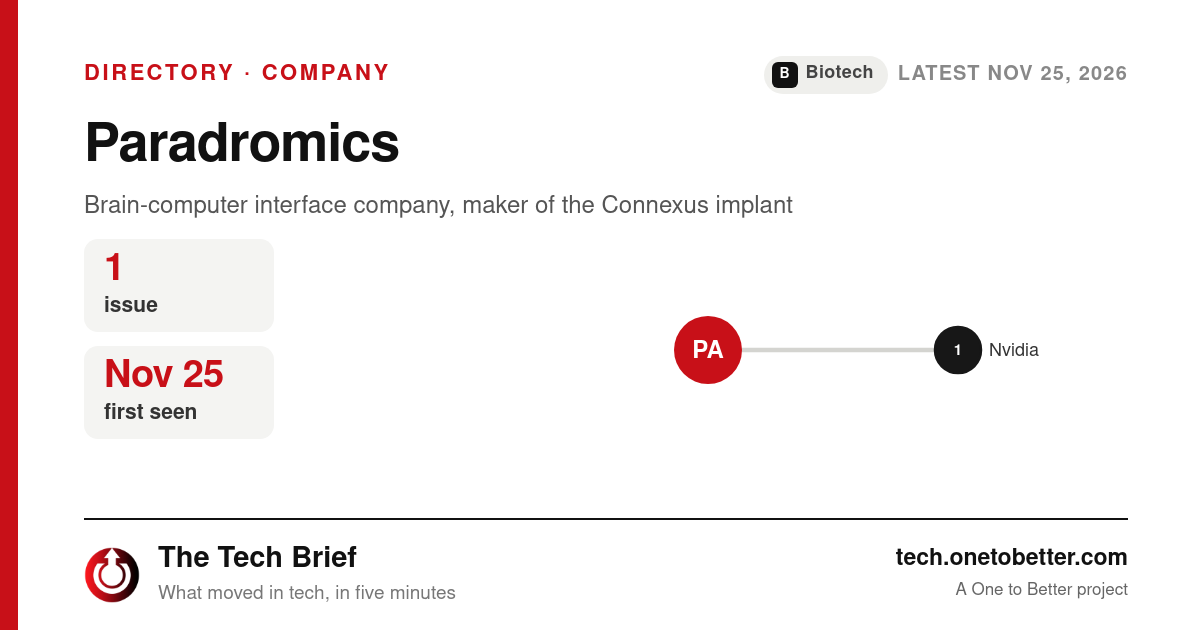 DIRECTORY · COMPANY
B Biotech LATEST NOV 25, 2026
Paradromics
Brain-computer interface company, maker of the Connexus implant
1
issue
Nov 25
first seen
PA
1
Nvidia
The Tech Brief
What moved in tech, in five minutes
tech.onetobetter.com
A One to Better project